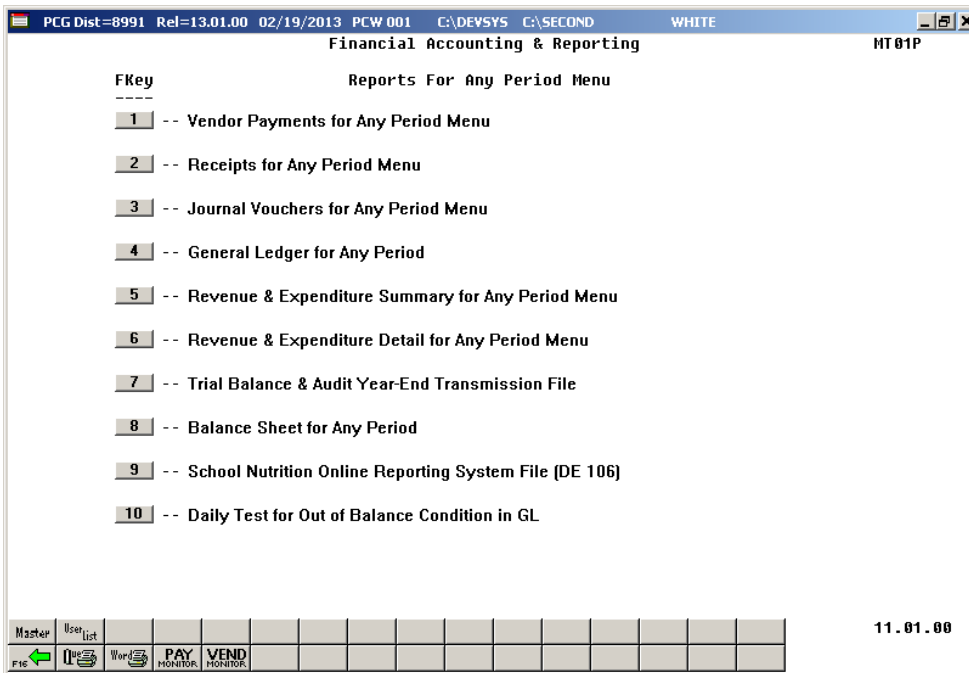 PCG Dist=8991 Rel=13.01.00 02/19/2013 PCW 001 C:\DEVSYS C:\SECOND WHITE
Financial Accounting & Reporting MT01P
FKey Reports For Any Period Menu
----
1 -- Vendor Payments for Any Period Menu
2 -- Receipts for Any Period Menu
3 -- Journal Vouchers for Any Period Menu
4 -- General Ledger for Any Period
5 -- Revenue & Expenditure Summary for Any Period Menu
6 -- Revenue & Expenditure Detail for Any Period Menu
7 -- Trial Balance & Audit Year-End Transmission File
8 -- Balance Sheet for Any Period
9 -- School Nutrition Online Reporting System File (DE 106)
10 -- Daily Test for Out of Balance Condition in GL
Master User List 11.01.00
F16 Que Word PAY MONITOR VEND MONITOR